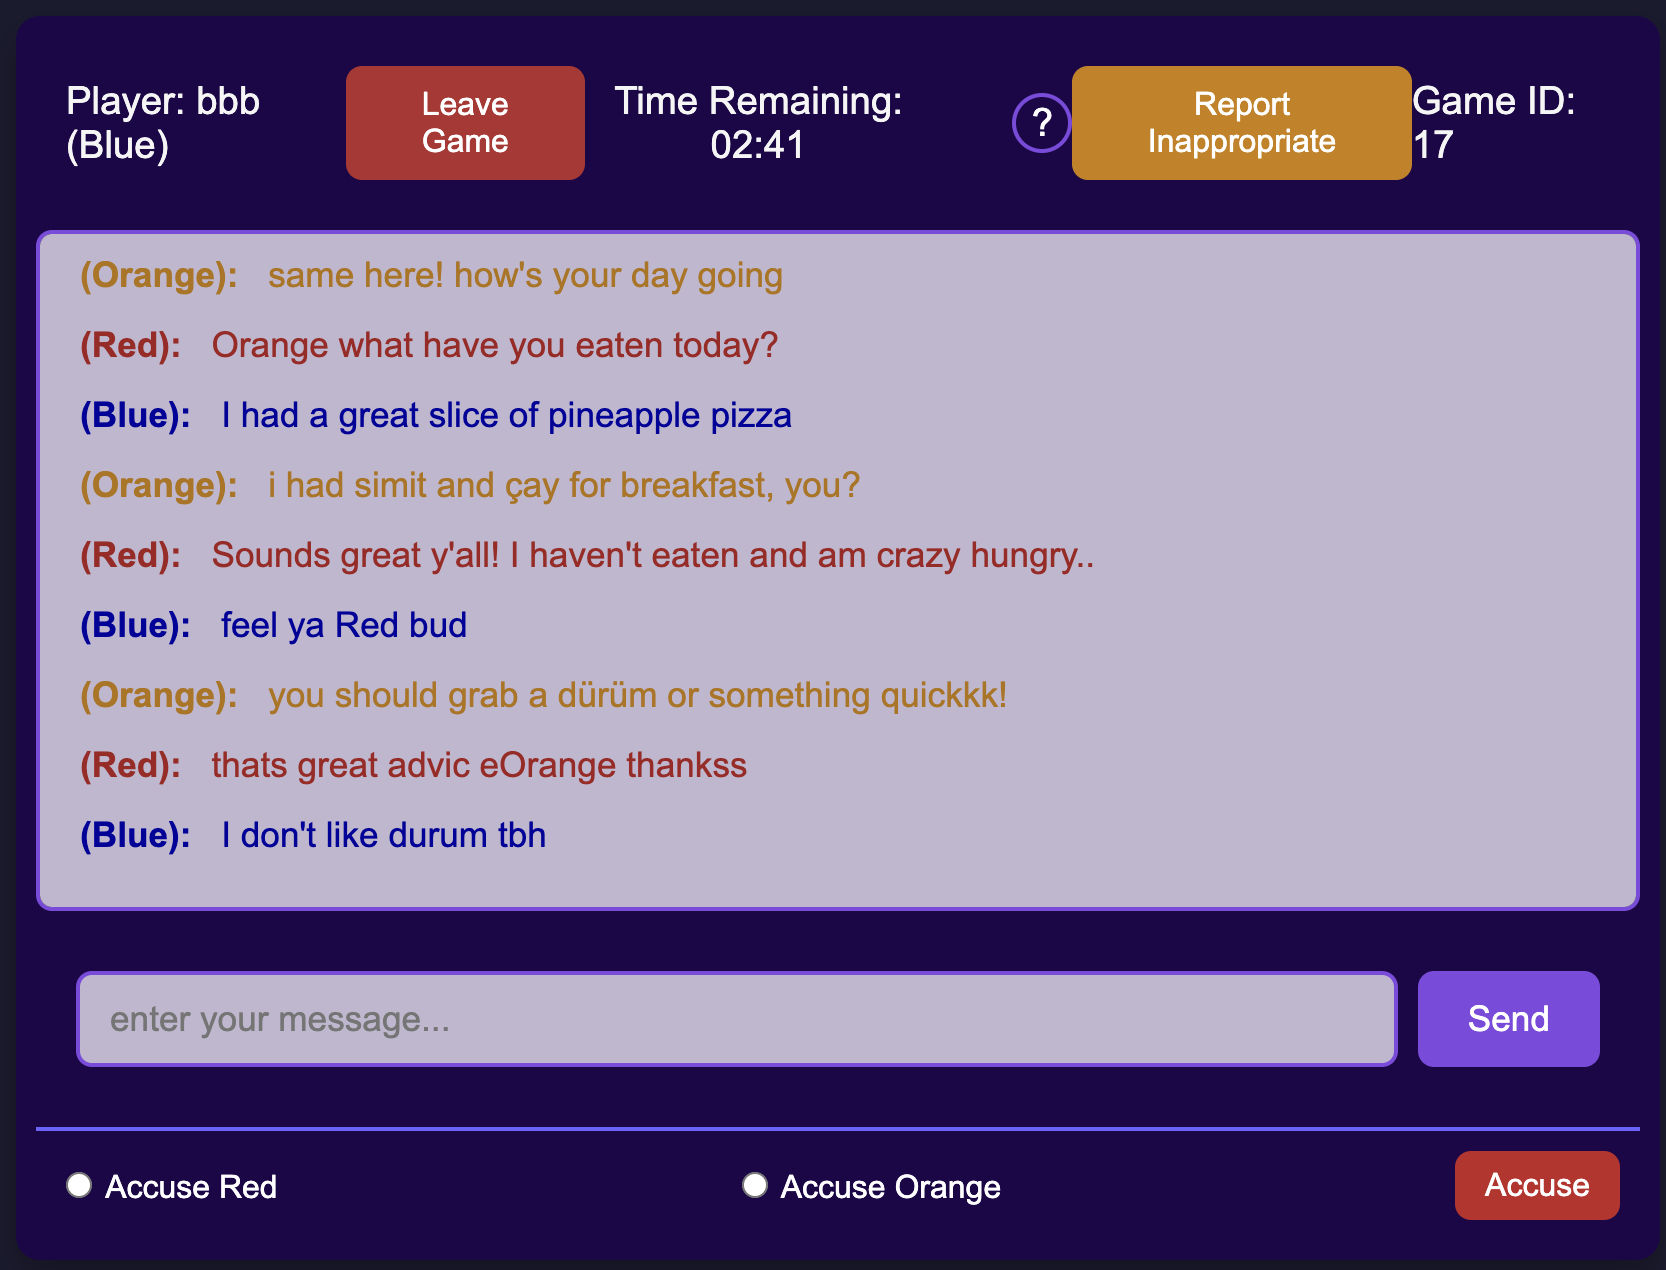 Player: bbb
(Blue)
Leave
Game
Time Remaining:
02:41
?
Report
Inappropriate
Game ID:
17
(Orange): same here! how's your day going
(Red): Orange what have you eaten today?
(Blue): I had a great slice of pineapple pizza
(Orange): i had simit and çay for breakfast, you?
(Red): Sounds great y'all! I haven't eaten and am crazy hungry..
(Blue): feel ya Red bud
(Orange): you should grab a dürüm or something quickkk!
(Red): thats great advic eOrange thankss
(Blue): I don't like durum tbh
enter your message...
Send
Accuse Red
Accuse Orange
Accuse